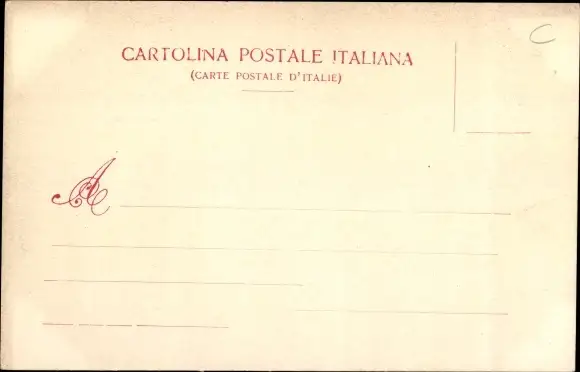 CARTOLINA POSTALE ITALIANA
(CARTE POSTALE D'ITALIE)
C
A